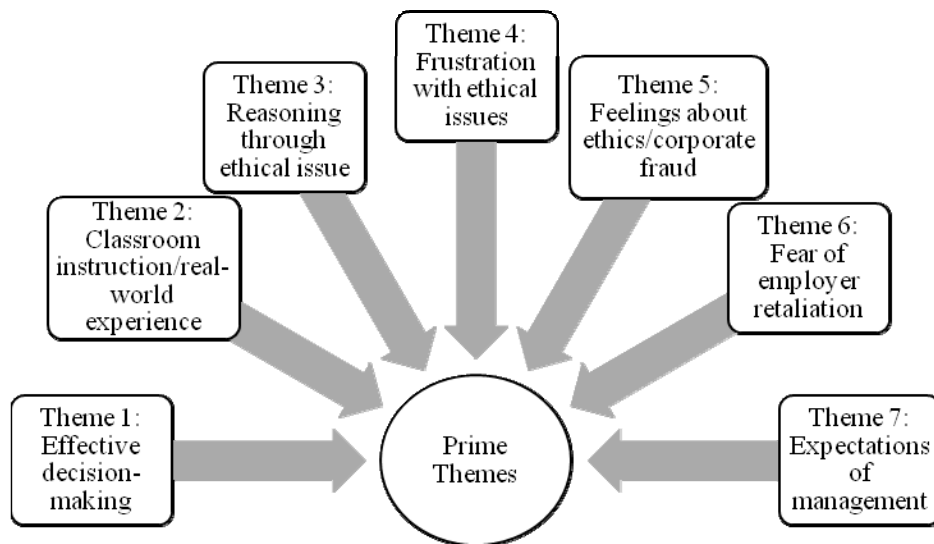 Theme 1:
Effective
decision-
making
Theme 2:
Classroom
instruction/real-
world
experience
Theme 3:
Reasoning
through
ethical issue
Theme 4:
Frustration
with ethical
issues
Theme 5:
Feelings about
ethics/corporate
fraud
Theme 6:
Fear of
employer
retaliation
Theme 7:
Expectations
of
management
Prime
Themes